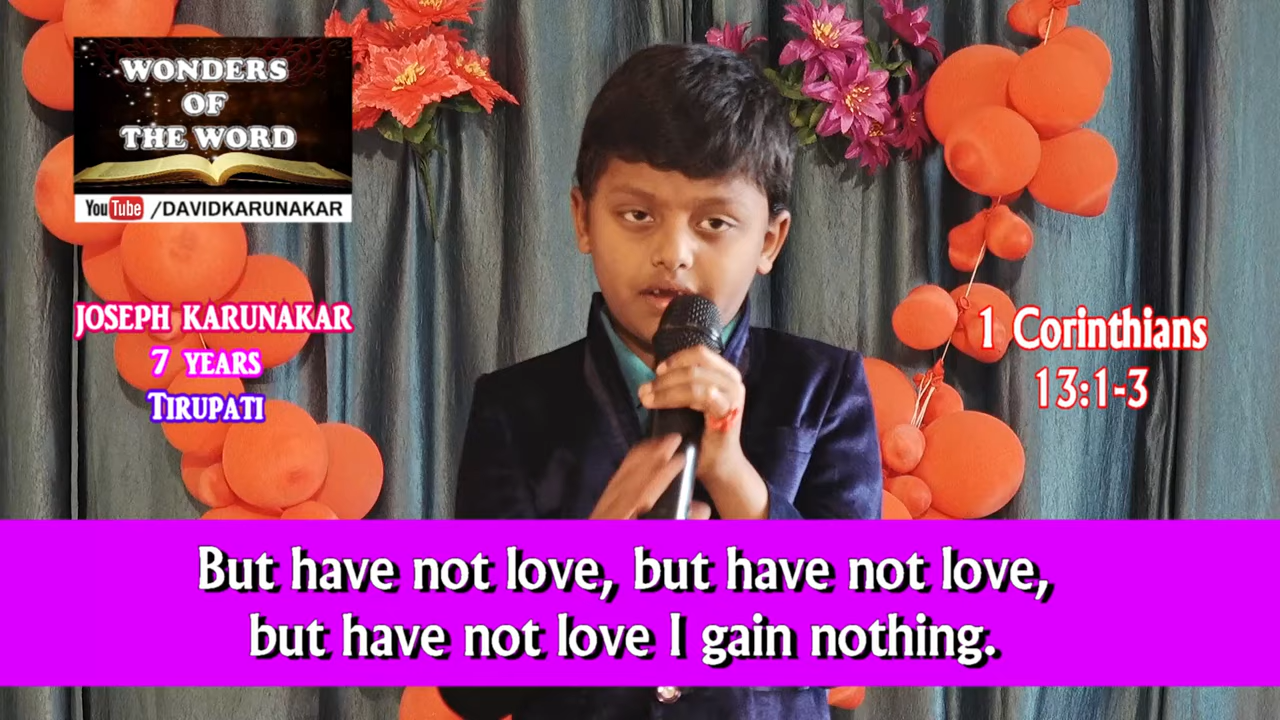 WONDERS
OF
THE WORD
YouTube /DAVIDKARUNAKAR
JOSEPH KARUNAKAR
7 YEARS
TIRUPATI
1 Corinthians
13:1-3
But have not love, but have not love,
but have not love I gain nothing.